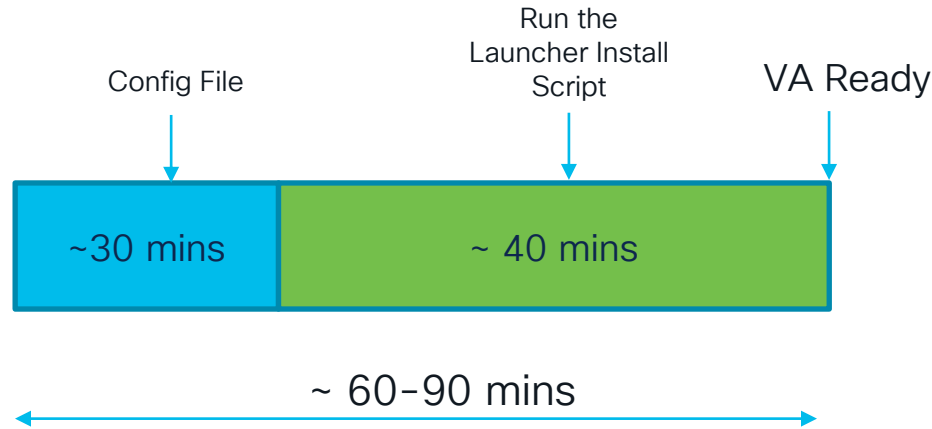 Run the
Launcher Install
Script
Config File
VA Ready
~30 mins
~ 40 mins
~ 60-90 mins